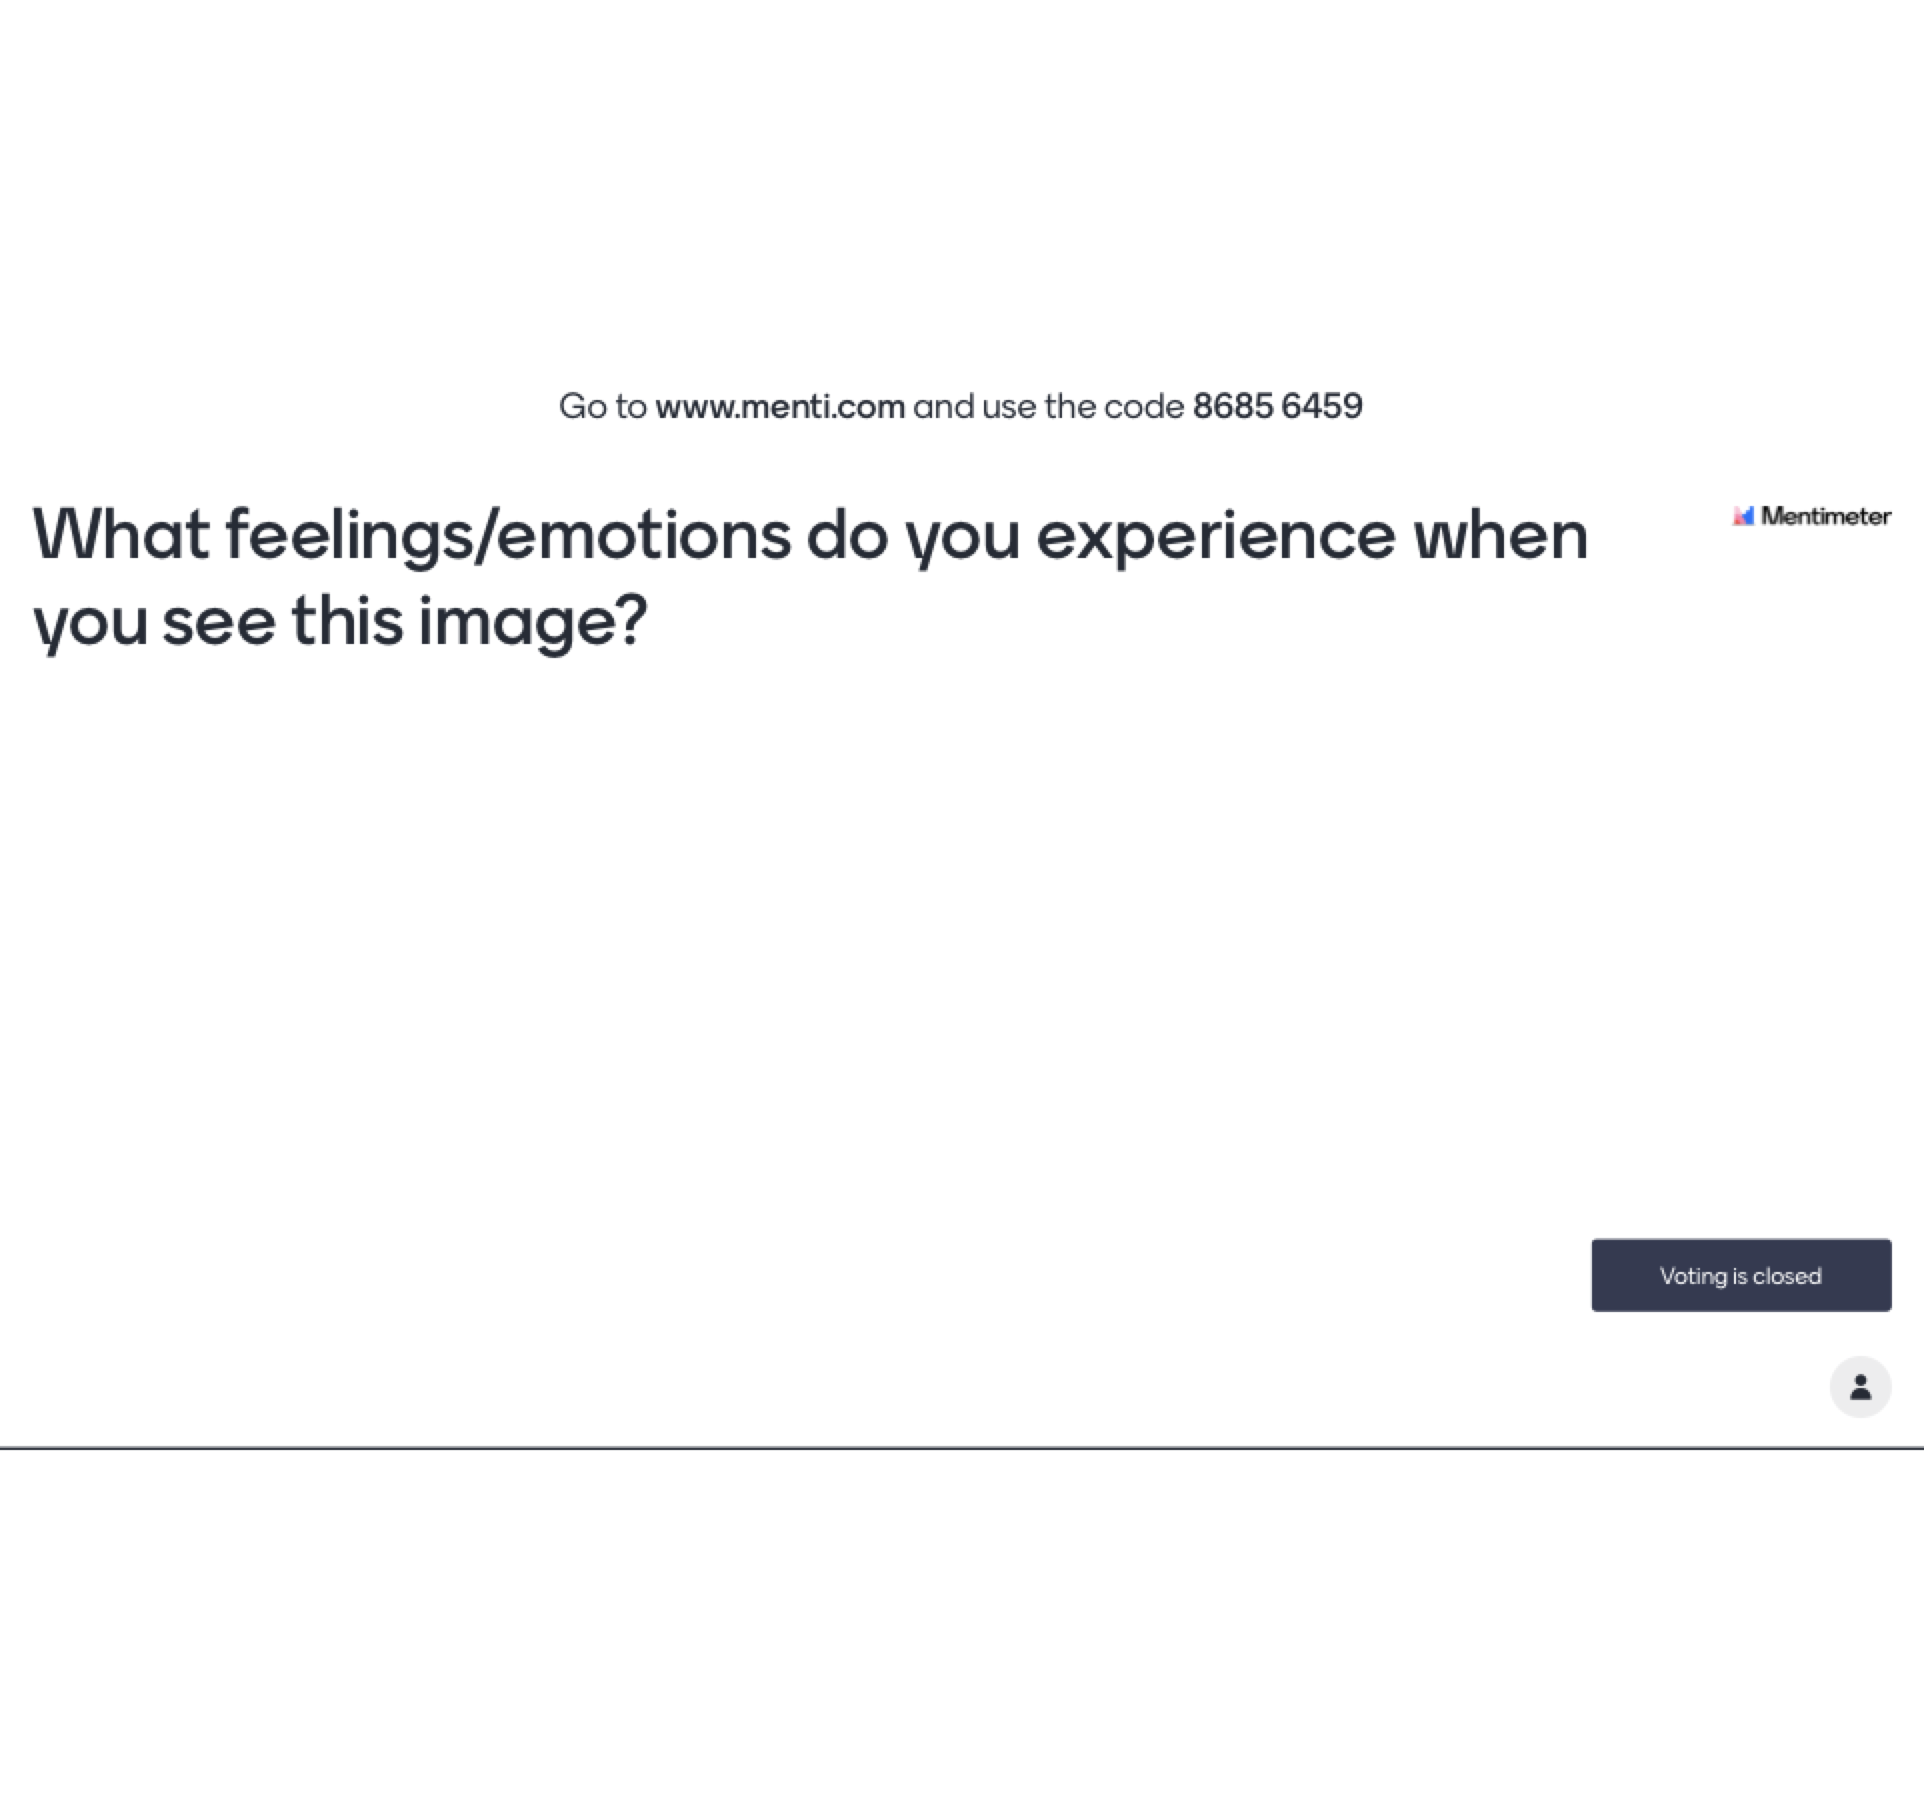 Go to www.menti.com and use the code 8685 6459
What feelings/emotions do you experience when
you see this image?
Mentimeter
Voting is closed